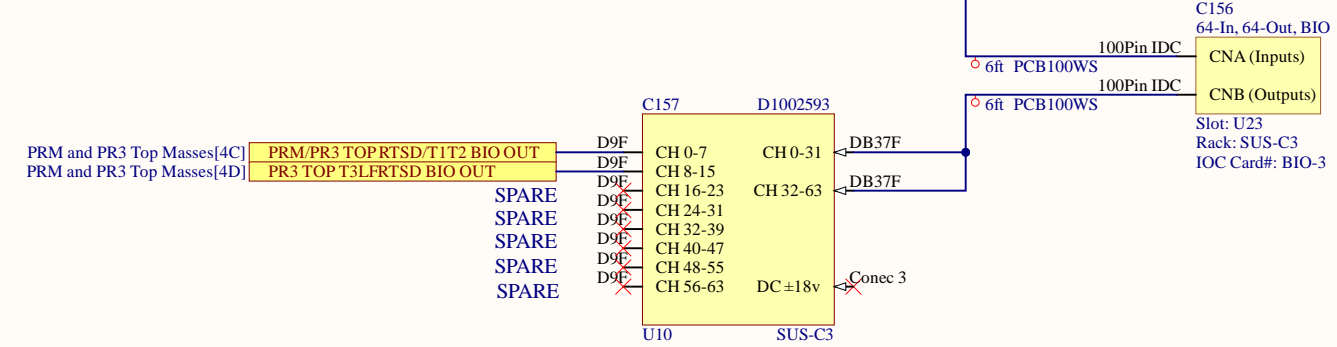 C156
64-In, 64-Out, BIO
100Pin IDC
CNA (Inputs)
6ft PCB100WS
100Pin IDC
CNB (Outputs)
6ft PCB100WS
Slot: U23
Rack: SUS-C3
IOC Card#: BIO-3
C157 D1002593
PRM and PR3 Top Masses[4C] PRM/PR3 TOP RTSD/T1T2 BIO OUT D9F CH 0-7 CH 0-31 DB37F
PRM and PR3 Top Masses[4D] PR3 TOP T3LFRTSD BIO OUT D9F CH 8-15
D9F CH 16-23 CH 32-63 DB37F
SPARE D9F CH 24-31
SPARE D9F CH 32-39
SPARE D9F CH 40-47
SPARE D9F CH 48-55
SPARE D9F CH 56-63 DC ±18v Conec 3
U10 SUS-C3